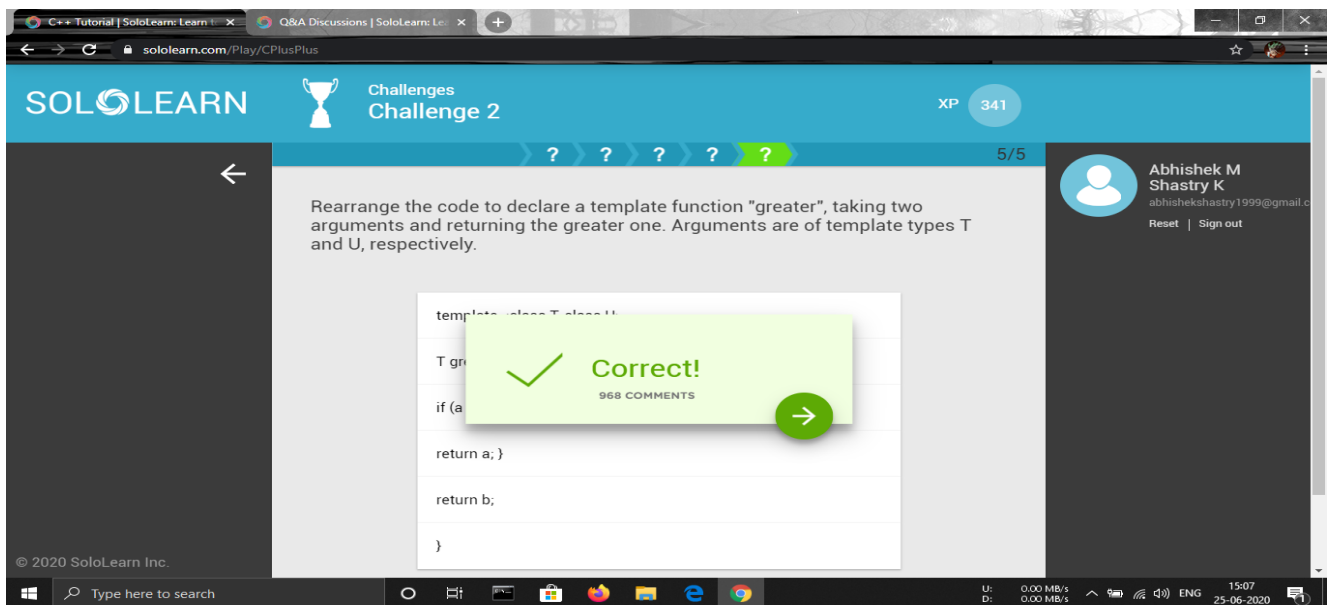 C++ Tutorial | SoloLearn: Learn
Q&A Discussions | SoloLearn: Le
sololearn.com/Play/CPlusPlus
SOLOLEARN
Challenges
Challenge 2
XP 341
? ? ? ? ?
5/5
Abhishek M
Shastry K
abhishekshastry1999@gmail.c
Reset | Sign out
Rearrange the code to declare a template function "greater", taking two
arguments and returning the greater one. Arguments are of template types T
and U, respectively.
T
if (a
return a; }
return b;
}
Correct!
968 COMMENTS
© 2020 SoloLearn Inc.
Type here to search
U: 0.00 MB/s
D: 0.00 MB/s
ENG
15:07
25-06-2020